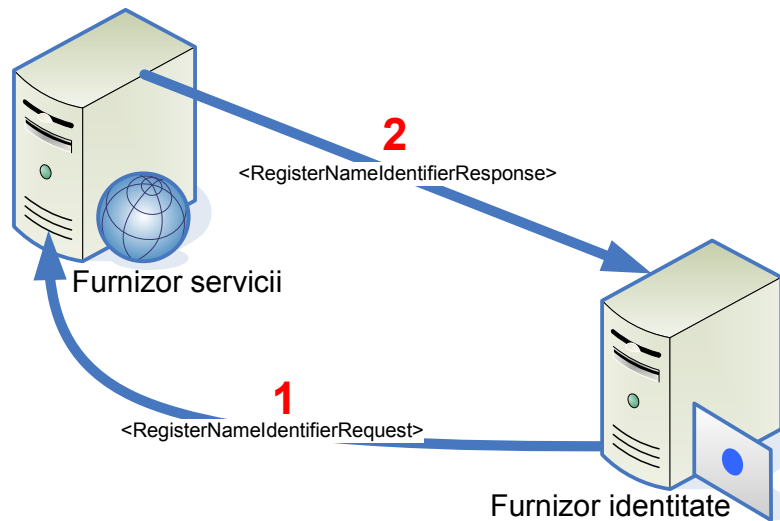 2
<RegisterNameIdentifierResponse>
Furnizor servicii
1
<RegisterNameIdentifierRequest>
Furnizor identitate